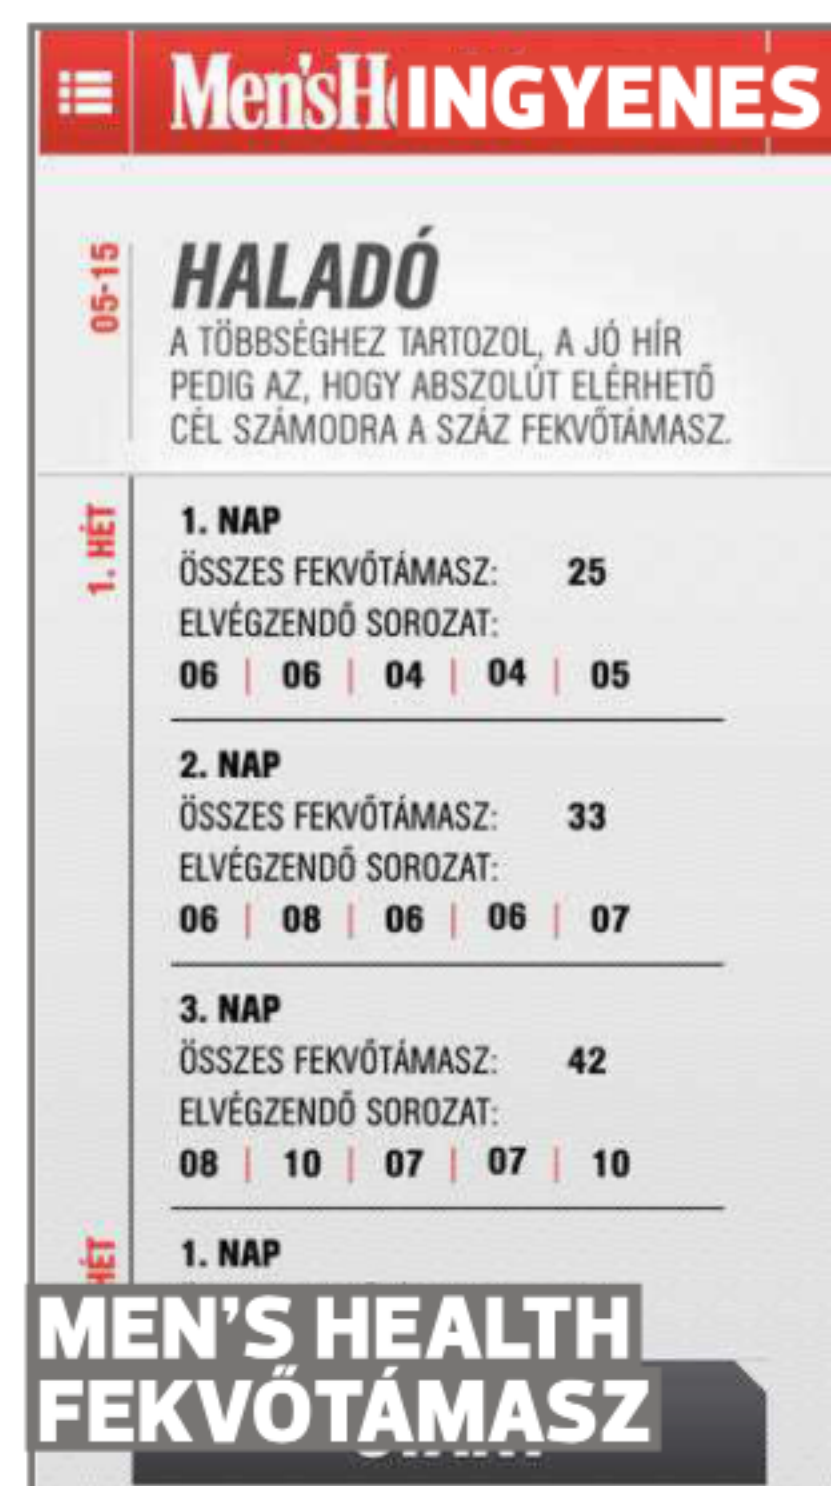 Men'sH INGYENES
05-15
HALADÓ
A TÖBBSÉGHEZ TARTOZOL, A JÓ HÍR
PEDIG AZ, HOGY ABSZOLÚT ELÉRHETŐ
CÉL SZÁMODRA A SZÁZ FEKVŐTÁMASZ.
1. HÉT
1. NAP
ÖSSZES FEKVŐTÁMASZ: 25
ELVÉGZENDŐ SOROZAT:
06 | 06 | 04 | 04 | 05
2. NAP
ÖSSZES FEKVŐTÁMASZ: 33
ELVÉGZENDŐ SOROZAT:
06 | 08 | 06 | 06 | 07
3. NAP
ÖSSZES FEKVŐTÁMASZ: 42
ELVÉGZENDŐ SOROZAT:
08 | 10 | 07 | 07 | 10
HÉT
1. NAP
MEN'S HEALTH
FEKVŐTÁMASZ